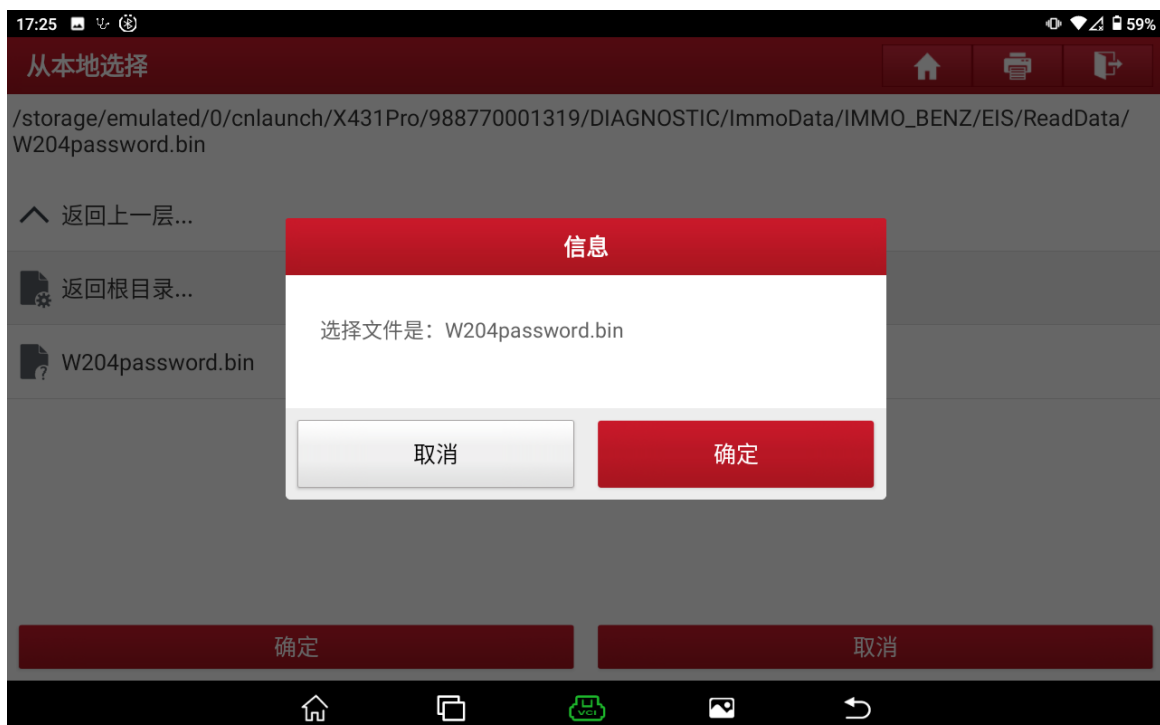 17:25
59%
从本地选择
/storage/emulated/0/cnlaunch/X431Pro/988770001319/DIAGNOSTIC/ImmoData/IMMO_BENZ/EIS/ReadData/
W204password.bin
返回上一层...
信息
返回根目录...
选择文件是：W204password.bin
W204password.bin
取消
确定
确定
取消
VCI